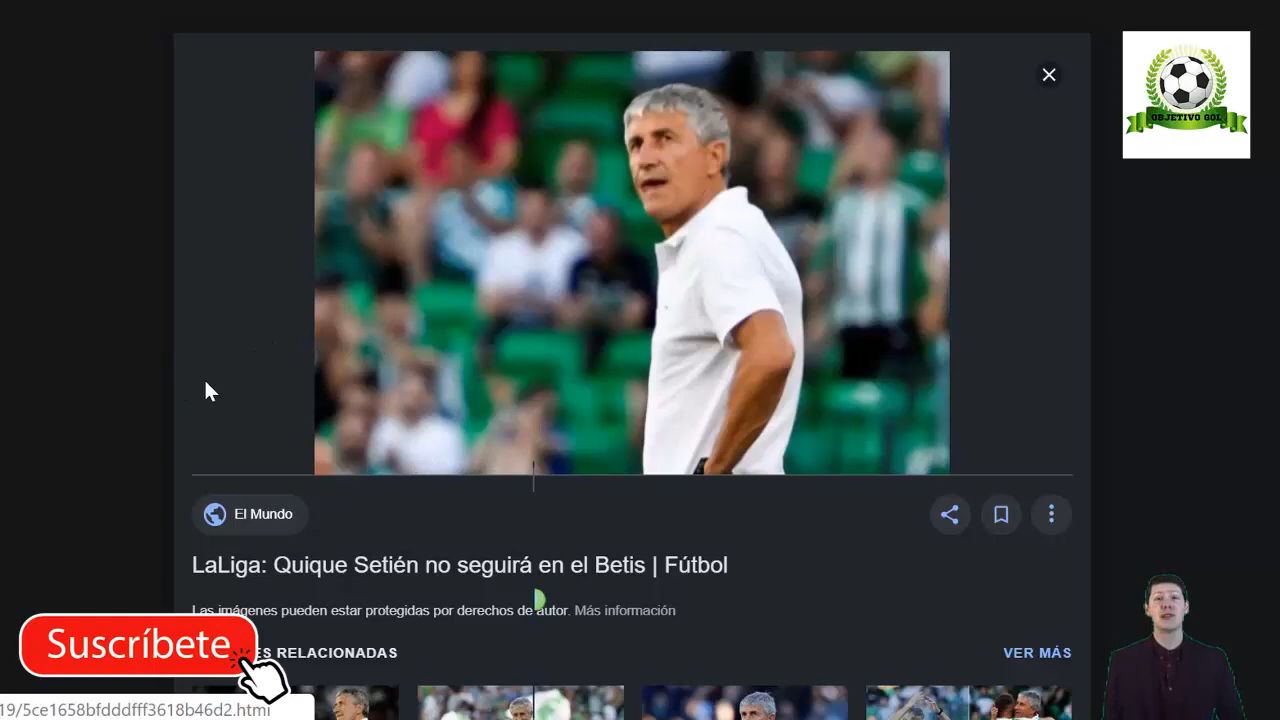 OBJETIVO GOL
El Mundo
LaLiga: Quique Setién no seguirá en el Betis | Fútbol
Las imágenes pueden estar protegidas por derechos de autor. Más información
Suscríbete
RELACIONADAS
VER MÁS
19/5ce1658bfdddfff3618b46d2.html